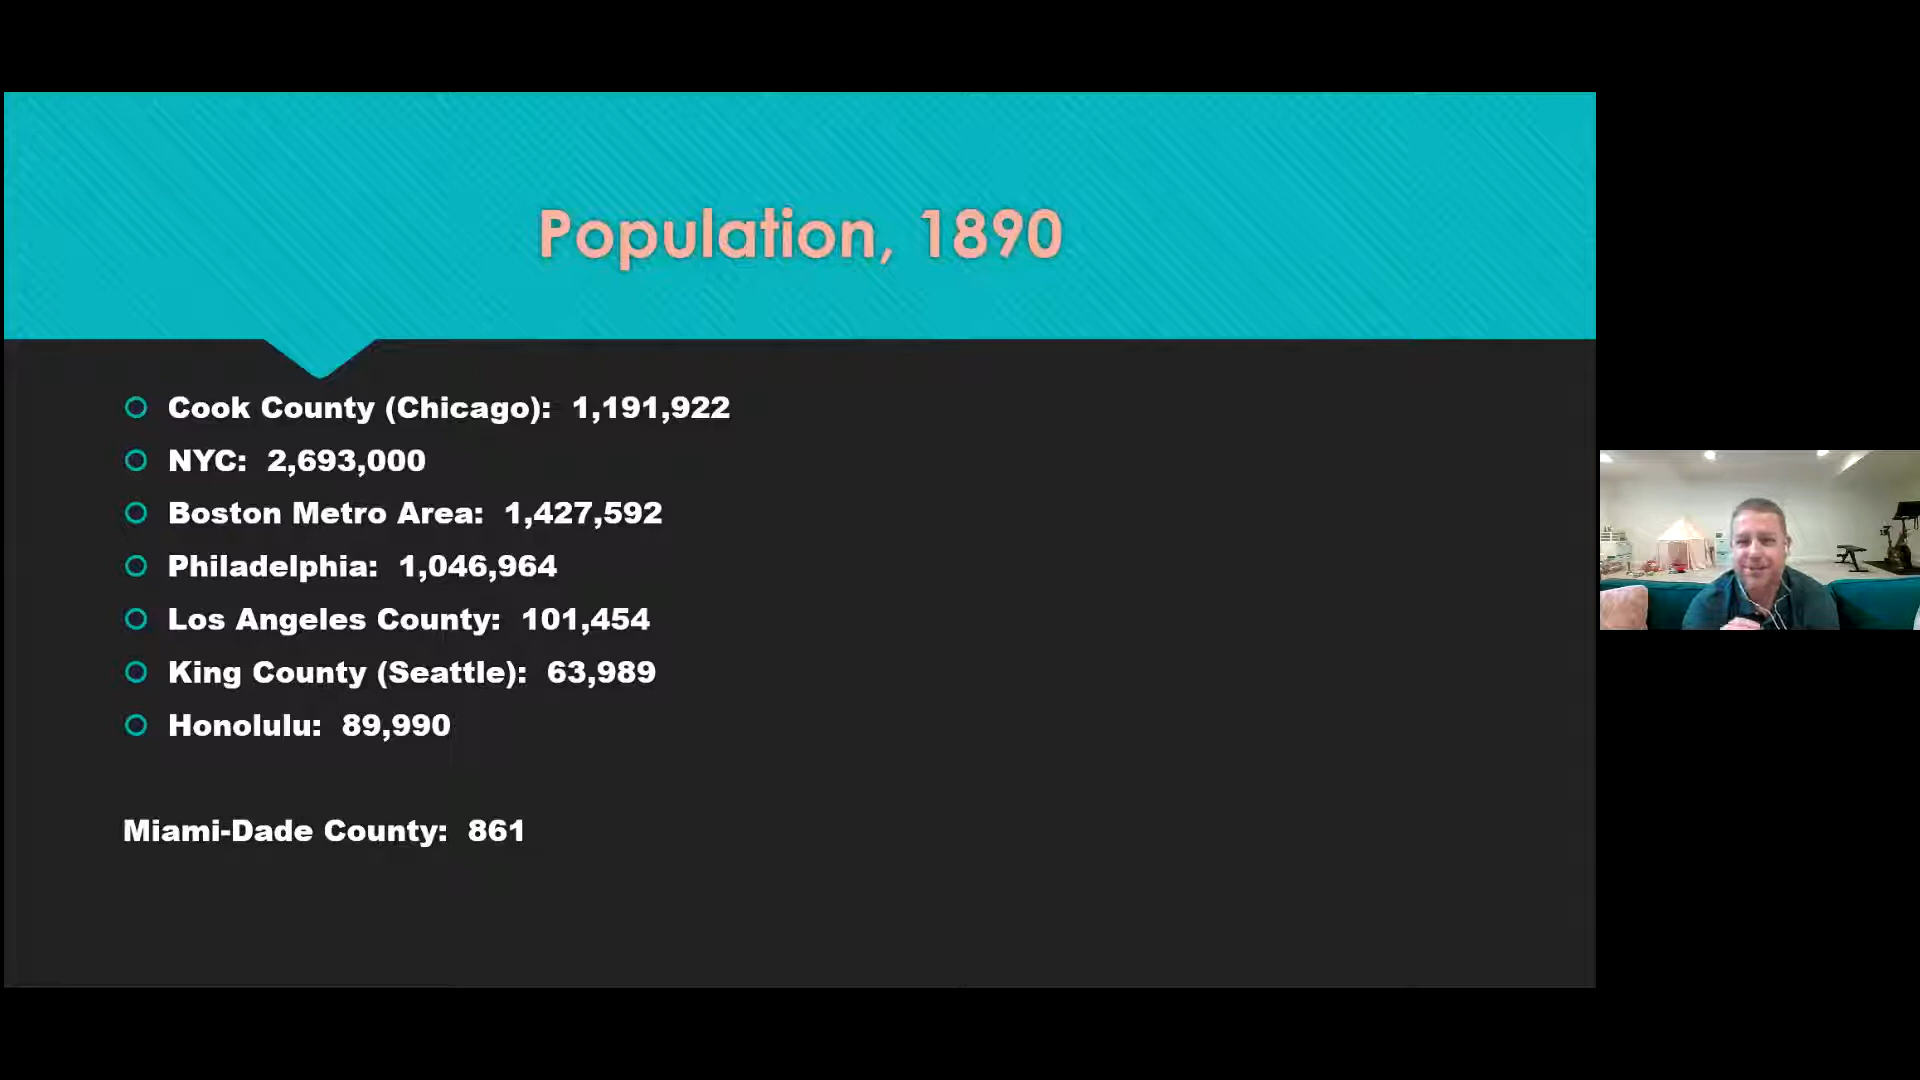 Population, 1890
Cook County (Chicago): 1,191,922
NYC: 2,693,000
Boston Metro Area: 1,427,592
Philadelphia: 1,046,964
Los Angeles County: 101,454
King County (Seattle): 63,989
Honolulu: 89,990
Miami-Dade County: 861